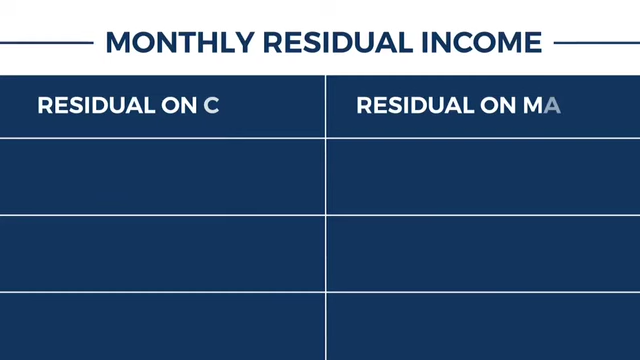 MONTHLY RESIDUAL INCOME
RESIDUAL ON C
RESIDUAL ON MA